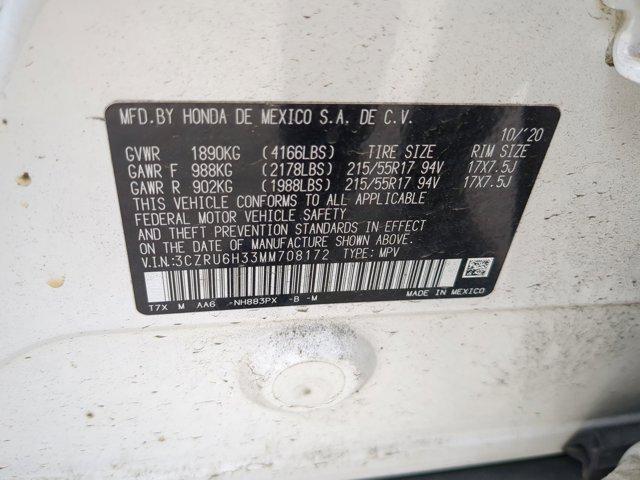 MFD.BY HONDA DE MEXICO S.A. DE C.V.
10/'20
GVWR 1890KG (4166LBS) TIRE SIZE RIM SIZE
GAWR F 988KG (2178LBS) 215/55R17 94V 17X7.5J
GAWR R 902KG (1988LBS) 215/55R17 94V 17X7.5J
THIS VEHICLE CONFORMS TO ALL APPLICABLE
FEDERAL MOTOR VEHICLE SAFETY
AND THEFT PREVENTION STANDARDS IN EFFECT
ON THE DATE OF MANUFACTURE SHOWN ABOVE.
V.I.N.:3CZRU6H33MM708172 TYPE: MPV
T7X M AA6 -NH883PX -B -M MADE IN MEXICO